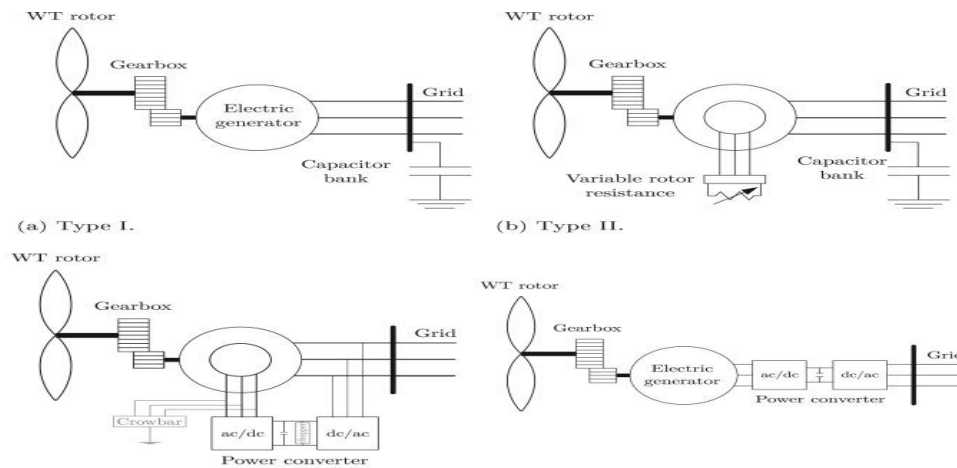 WT rotor
Gearbox
Electric
generator
Grid
Capacitor
bank
(a) Type I.
WT rotor
Gearbox
Grid
Variable rotor
resistance
Capacitor
bank
(b) Type II.
WT rotor
Gearbox
Grid
Crowbar
ac/dc
chopper
dc/ac
Power converter
WT rotor
Gearbox
Electric
generator
ac/dc
dc/ac
Power converter
Grid